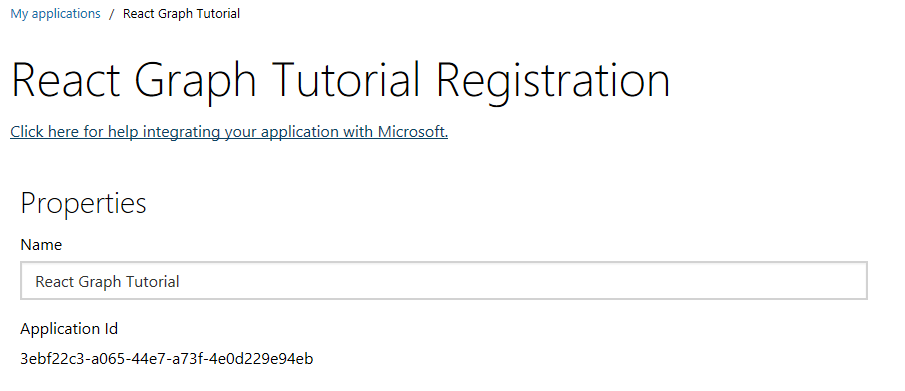 My applications / React Graph Tutorial
React Graph Tutorial Registration
Click here for help integrating your application with Microsoft.
Properties
Name
React Graph Tutorial
Application Id
3ebf22c3-a065-44e7-a73f-4e0d229e94eb